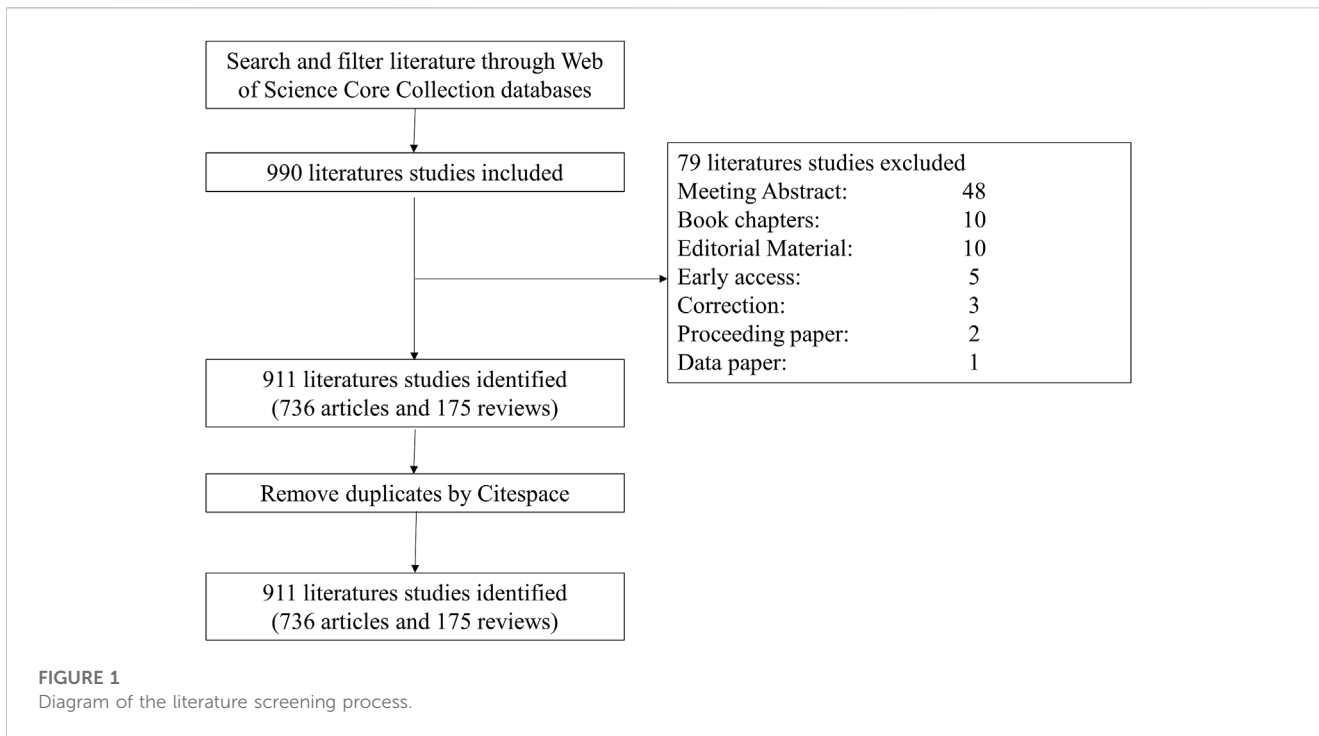 Search and filter literature through Web
of Science Core Collection databases
990 literatures studies included
79 literatures studies excluded
Meeting Abstract: 48
Book chapters: 10
Editorial Material: 10
Early access: 5
Correction: 3
Proceeding paper: 2
Data paper: 1
911 literatures studies identified
(736 articles and 175 reviews)
Remove duplicates by Citespace
911 literatures studies identified
(736 articles and 175 reviews)
FIGURE 1
Diagram of the literature screening process.